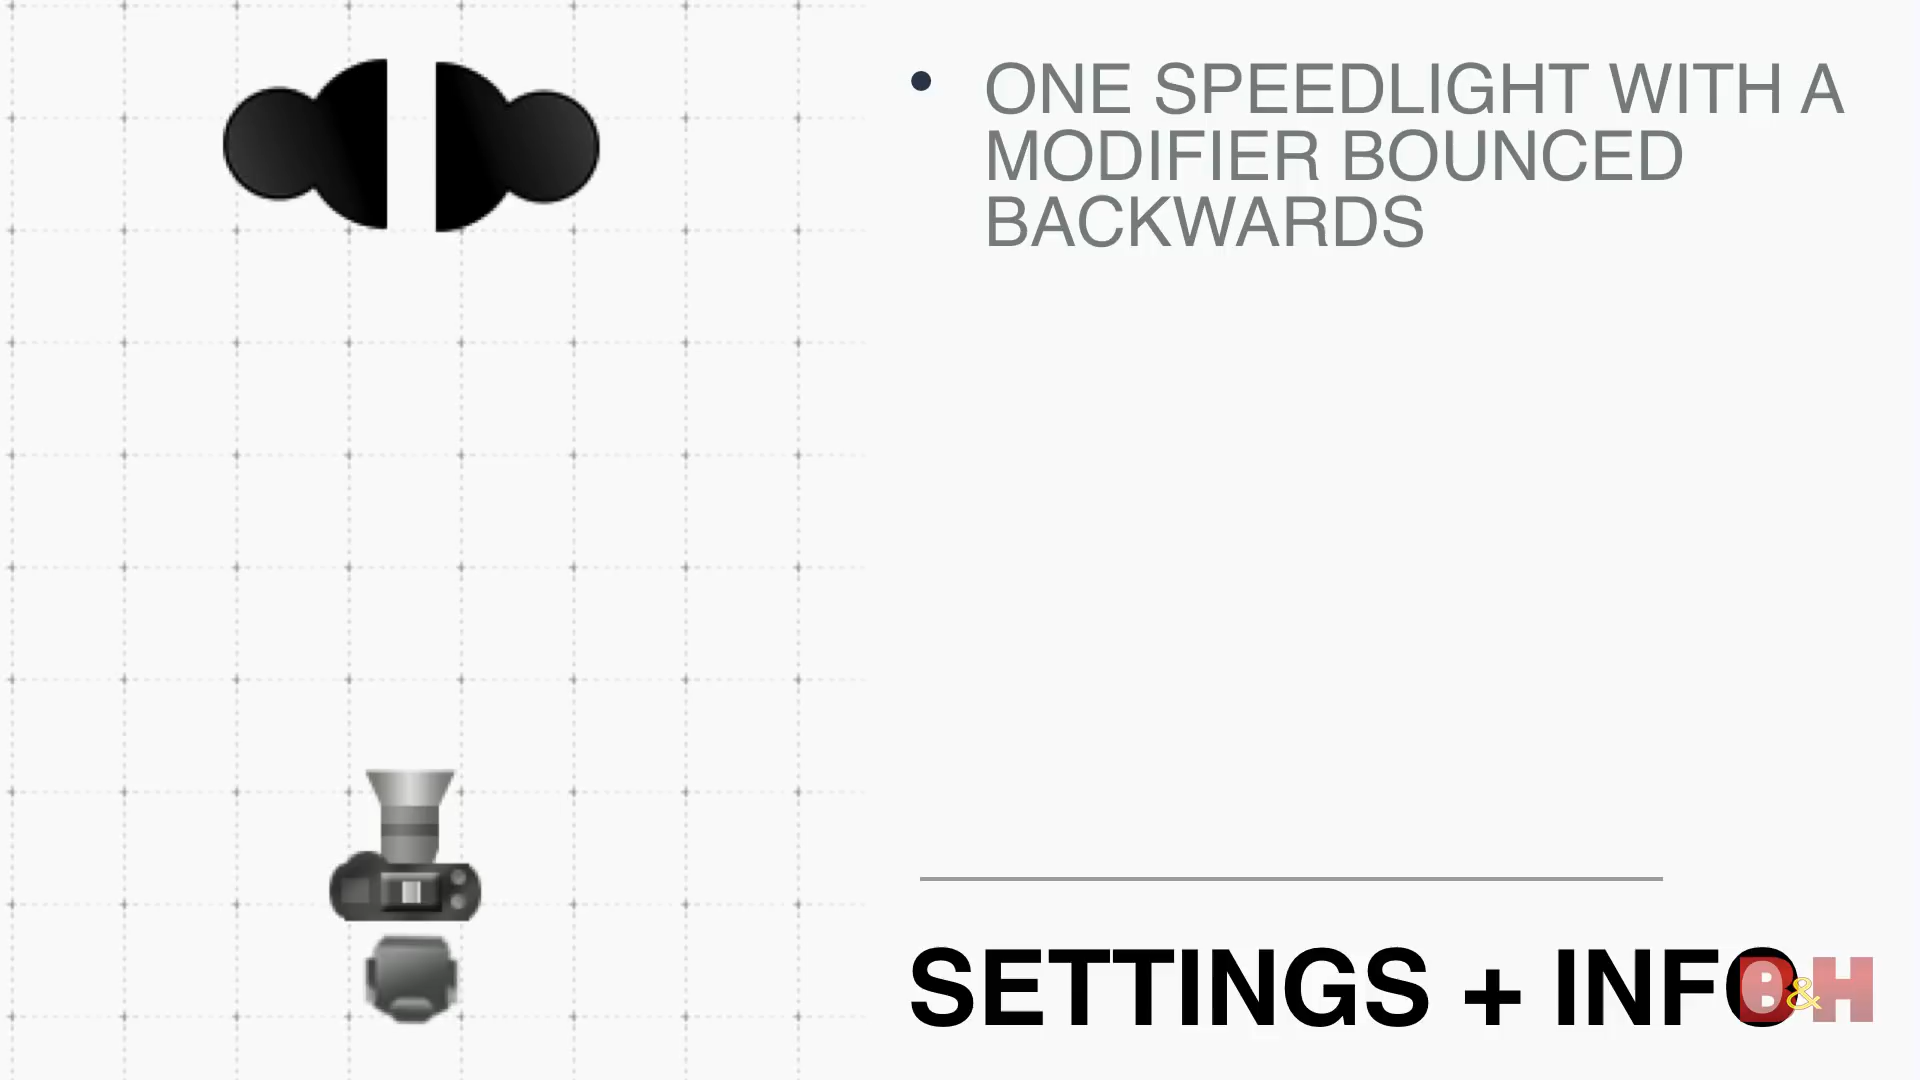 • ONE SPEEDLIGHT WITH A
MODIFIER BOUNCED
BACKWARDS
SETTINGS + INFO
B&H